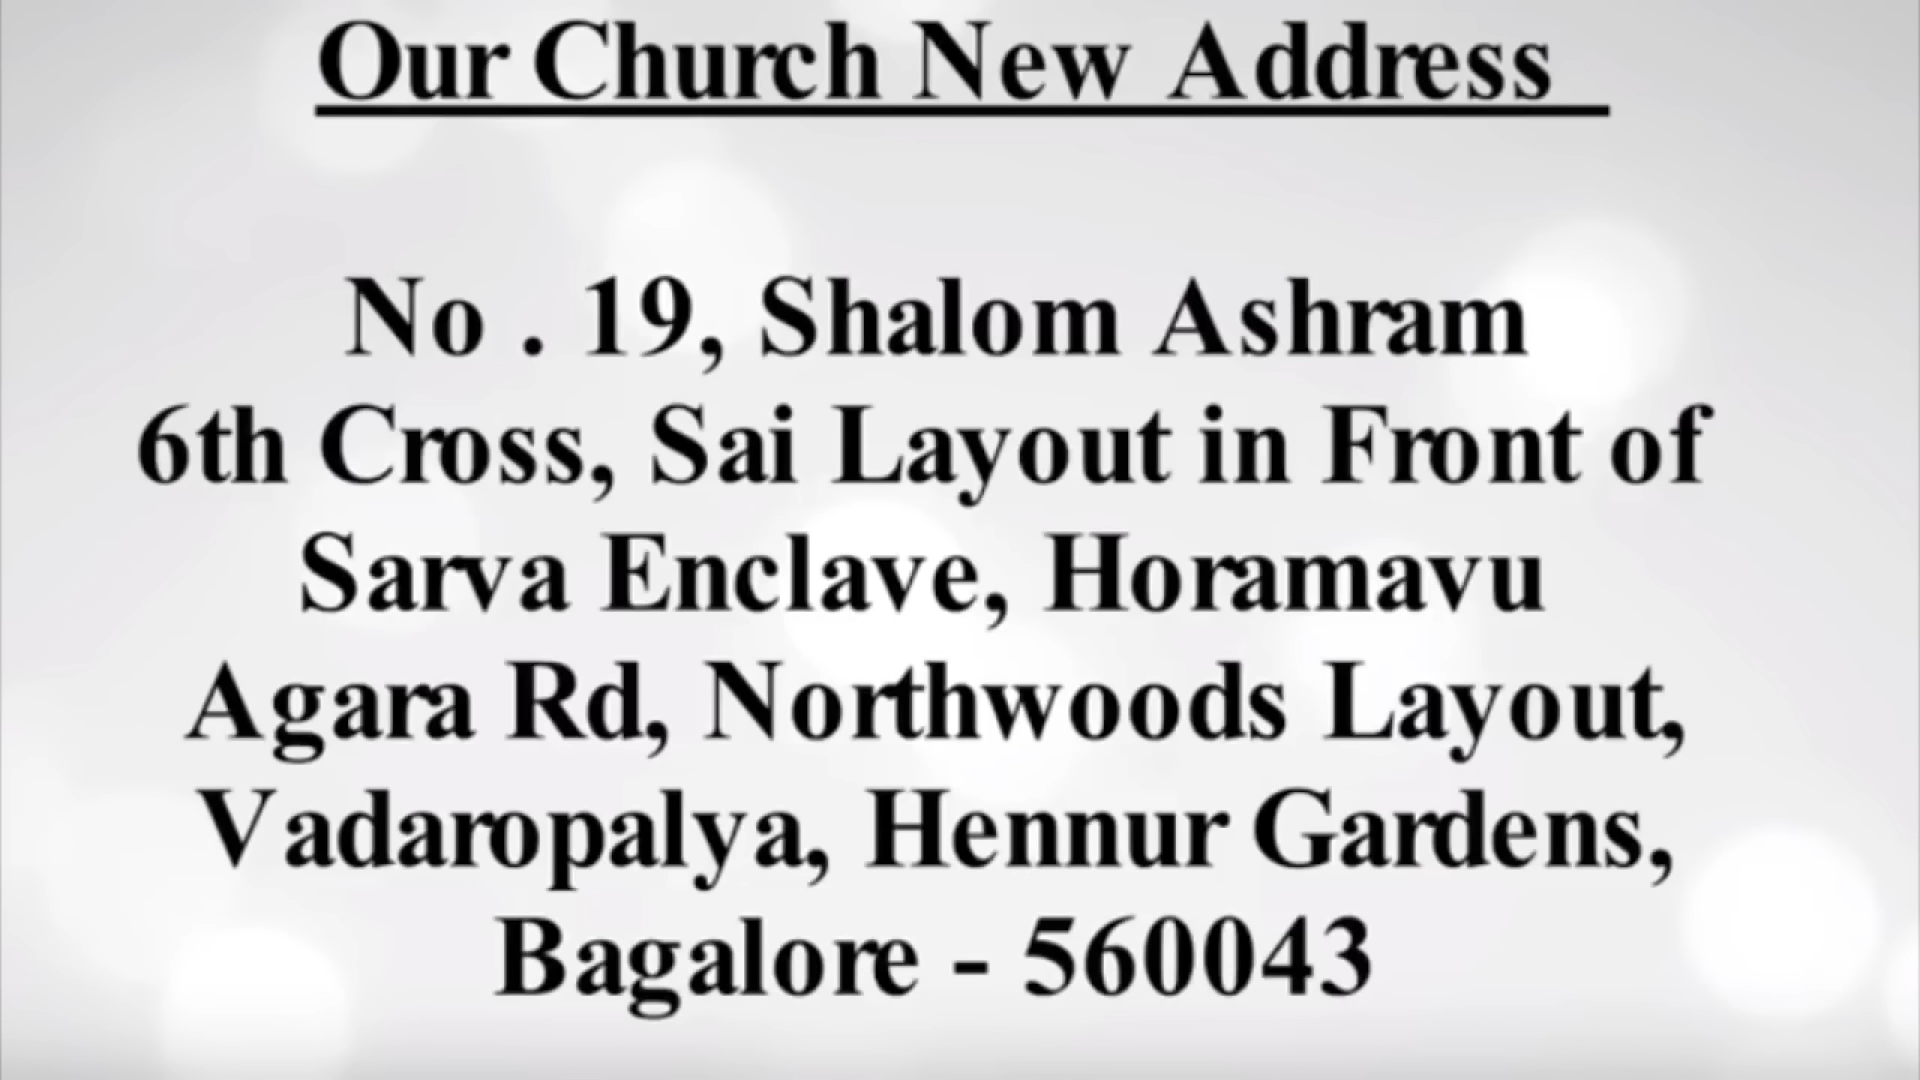 Our Church New Address
No . 19, Shalom Ashram
6th Cross, Sai Layout in Front of
Sarva Enclave, Horamavu
Agara Rd, Northwoods Layout,
Vadaropalya, Hennur Gardens,
Bagalore - 560043